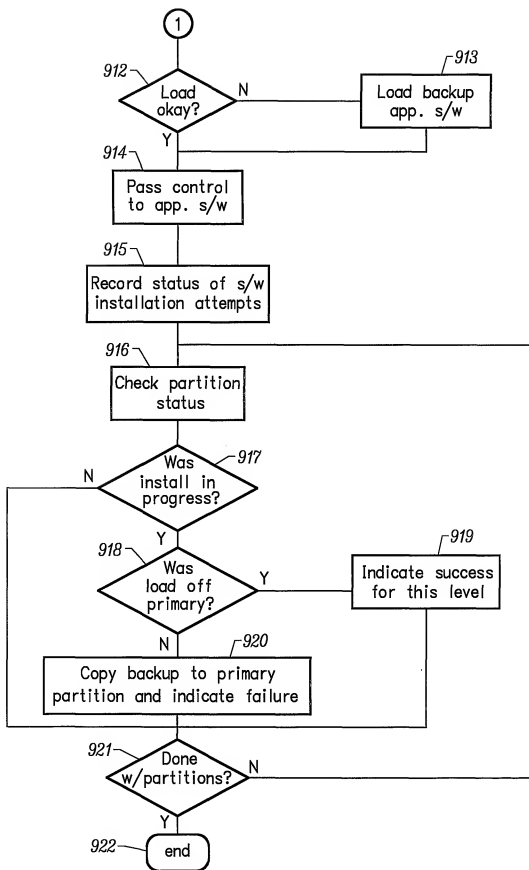 1
912
Load
okay?
N
Y
913
Load backup
app. s/w
914
Pass control
to app. s/w
915
Record status of s/w
installation attempts
916
Check partition
status
917
Was
install in
progress?
N
Y
918
Was
load off
primary?
Y
N
919
Indicate success
for this level
920
Copy backup to primary
partition and indicate failure
921
Done
w/partitions?
N
Y
922
end